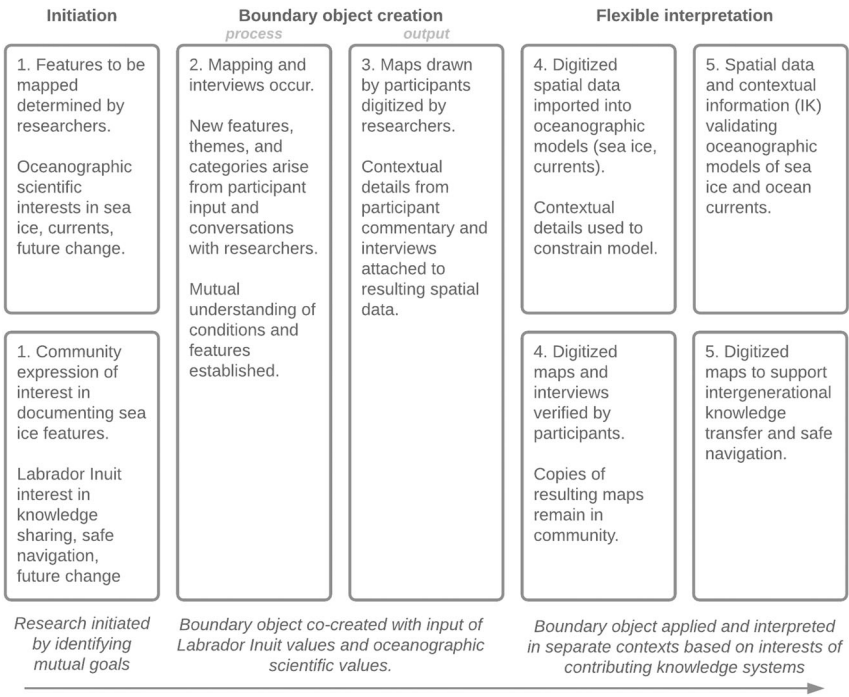 Initiation
Boundary object creation
process
output
Flexible interpretation
1. Features to be
mapped
determined by
researchers.
Oceanographic
scientific
interests in sea
ice, currents,
future change.
1. Community
expression of
interest in
documenting sea
ice features.
Labrador Inuit
interest in
knowledge
sharing, safe
navigation,
future change
2. Mapping and
interviews occur.
New features,
themes, and
categories arise
from participant
input and
conversations
with researchers.
Mutual
understanding of
conditions and
features
established.
3. Maps drawn
by participants
digitized by
researchers.
Contextual
details from
participant
commentary and
interviews
attached to
resulting spatial
data.
4. Digitized
spatial data
imported into
oceanographic
models (sea ice,
currents).
Contextual
details used to
constrain model.
5. Spatial data
and contextual
information (IK)
validating
oceanographic
models of sea
ice and ocean
currents.
4. Digitized
maps and
interviews
verified by
participants.
Copies of
resulting maps
remain in
community.
5. Digitized
maps to support
intergenerational
knowledge
transfer and safe
navigation.
Research initiated
by identifying
mutual goals
Boundary object co-created with input of
Labrador Inuit values and oceanographic
scientific values.
Boundary object applied and interpreted
in separate contexts based on interests of
contributing knowledge systems